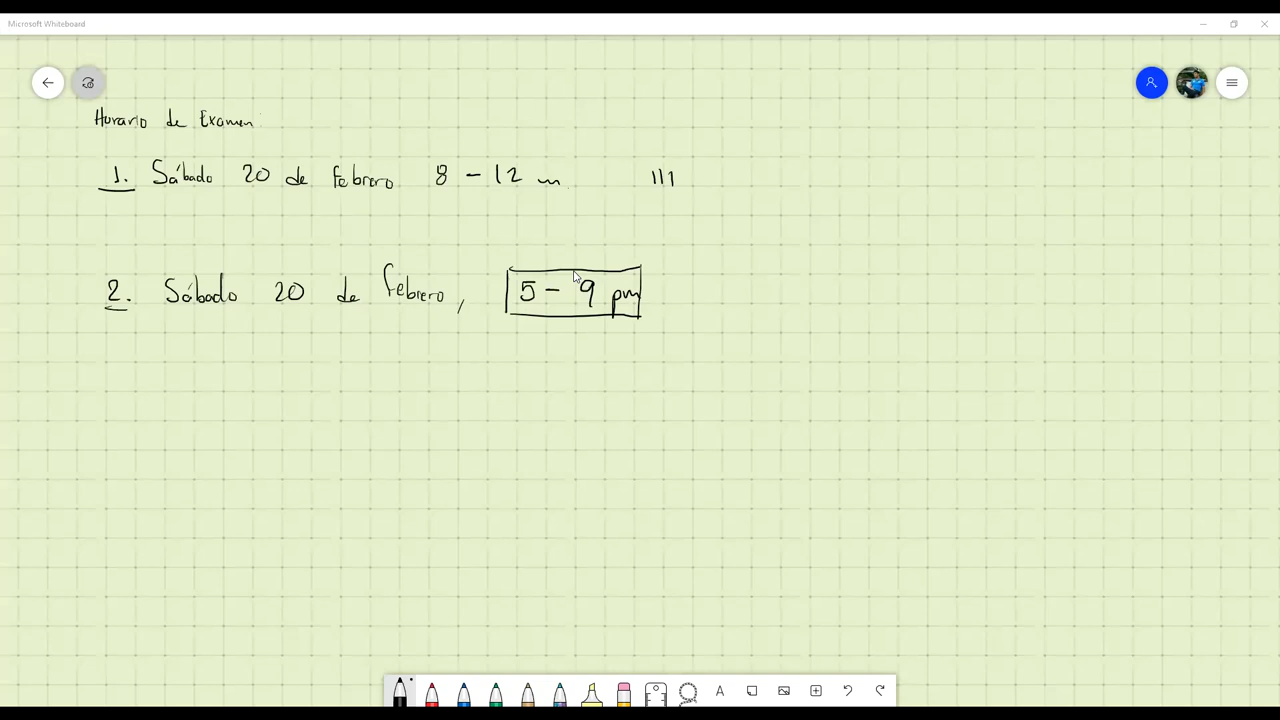 Microsoft Whiteboard
Horario de Examen
1. Sábado 20 de febrero 8 - 12 m 111
2. Sábado 20 de febrero, 5 - 9 pm
A